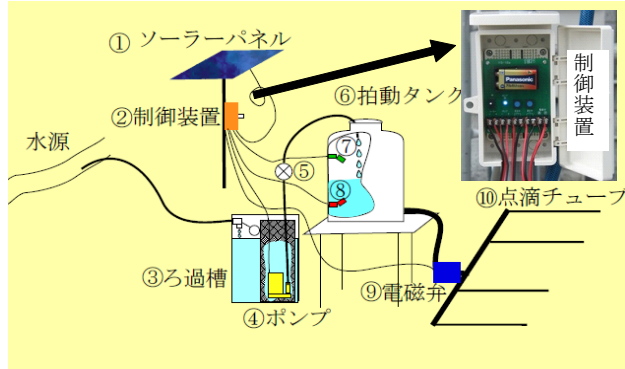 ① ソーラーパネル
②制御装置
水源
③ろ過槽
④ポンプ
⑤
⑥拍動タンク
⑦
⑧
⑨電磁弁
⑩点滴チューブ
制御装置
Panasonic